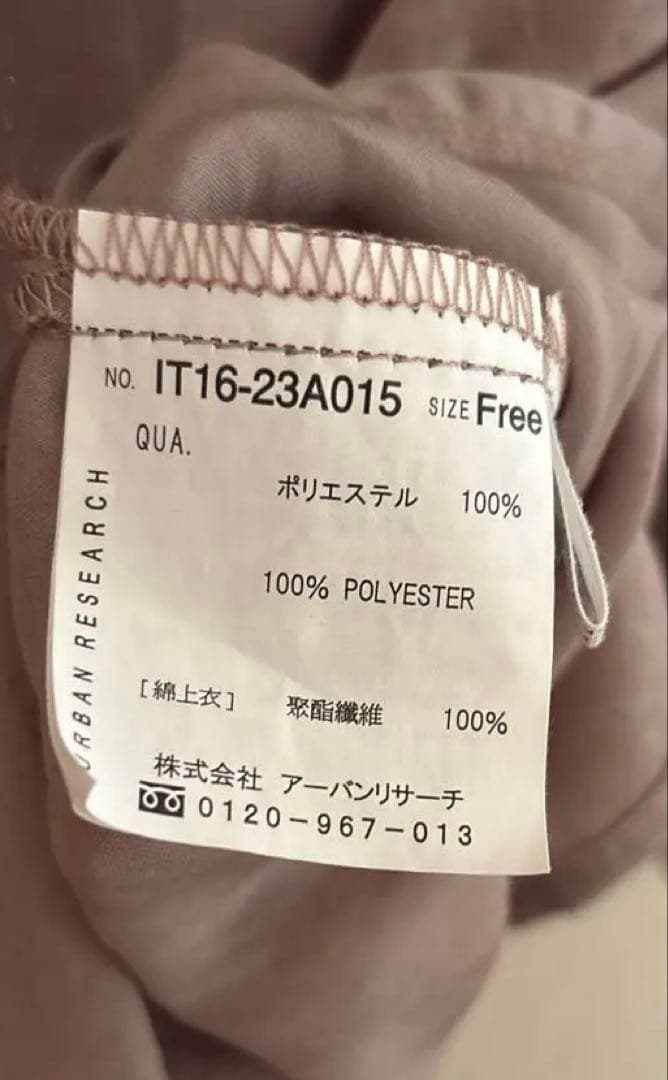 NO. IT16-23A015 SIZE Free
QUA.
ポリエステル 100%
100% POLYESTER
[綿上衣] 聚酯纖維 100%
株式会社 アーバンリサーチ
0120-967-013
URBAN RESEARCH